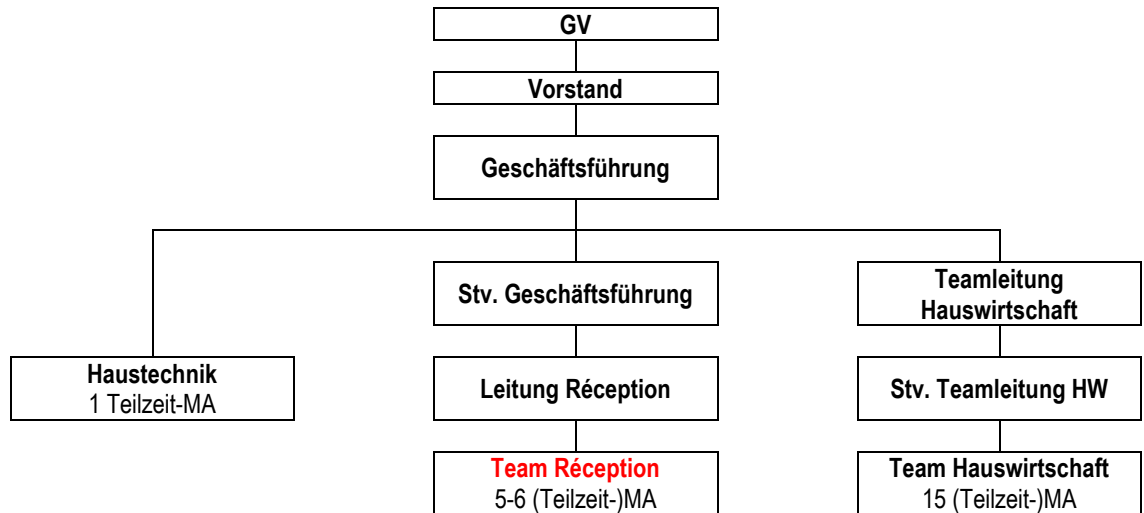 GV
Vorstand
Geschäftsführung
Stv. Geschäftsführung
Teamleitung
Hauswirtschaft
Haustechnik
1 Teilzeit-MA
Leitung Réception
Stv. Teamleitung HW
Team Réception
5-6 (Teilzeit-)MA
Team Hauswirtschaft
15 (Teilzeit-)MA